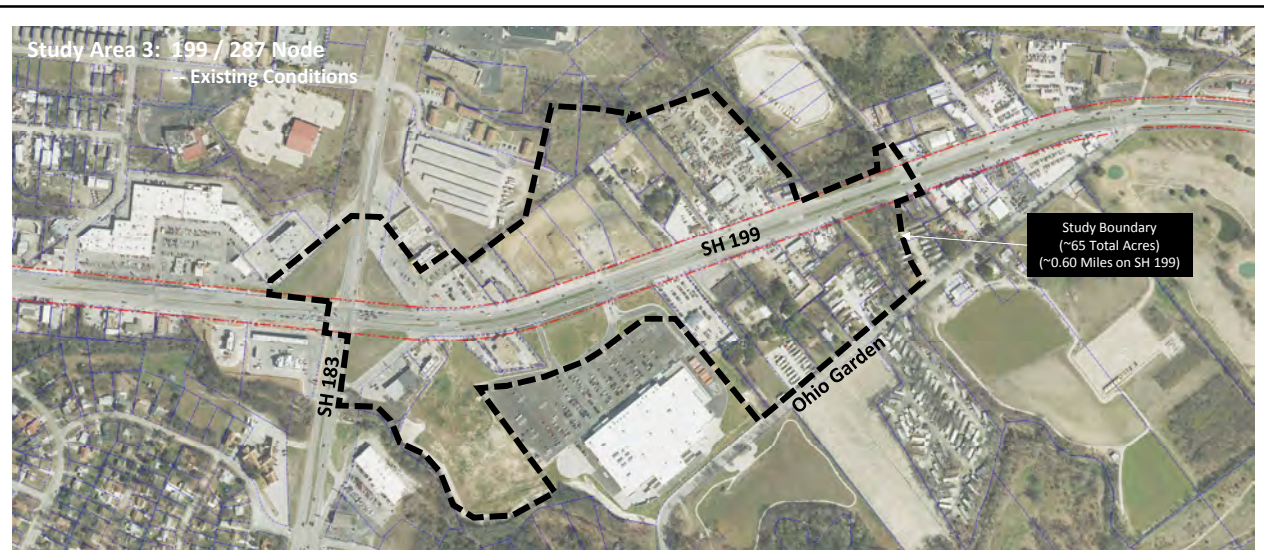 Study Area 3: 199 / 287 Node
-- Existing Conditions
SH 199
Study Boundary
(~65 Total Acres)
(~0.60 Miles on SH 199)
SH 183
Ohio Garden